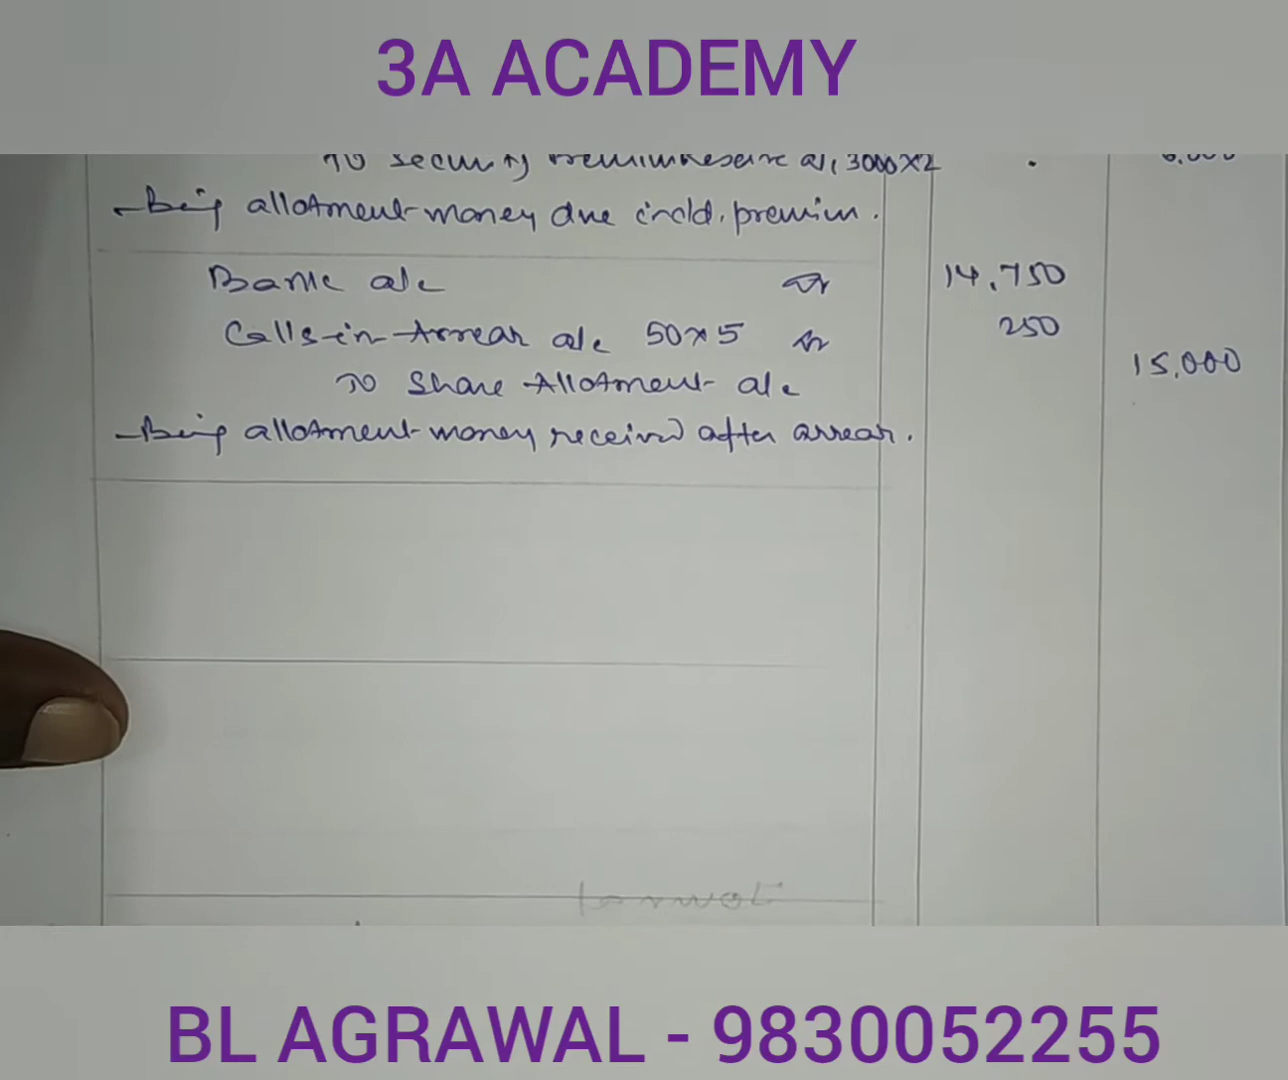 3A ACADEMY
To Security Premium Reserve a/c 3000×2 6,000
Being allotment money due incld. premium.
Bank a/c Dr 14,750
Calls-in-Arrear a/c 50×5 Dr 250
To Share Allotment a/c 15,000
Being allotment money received after arrear.
BL AGRAWAL - 9830052255